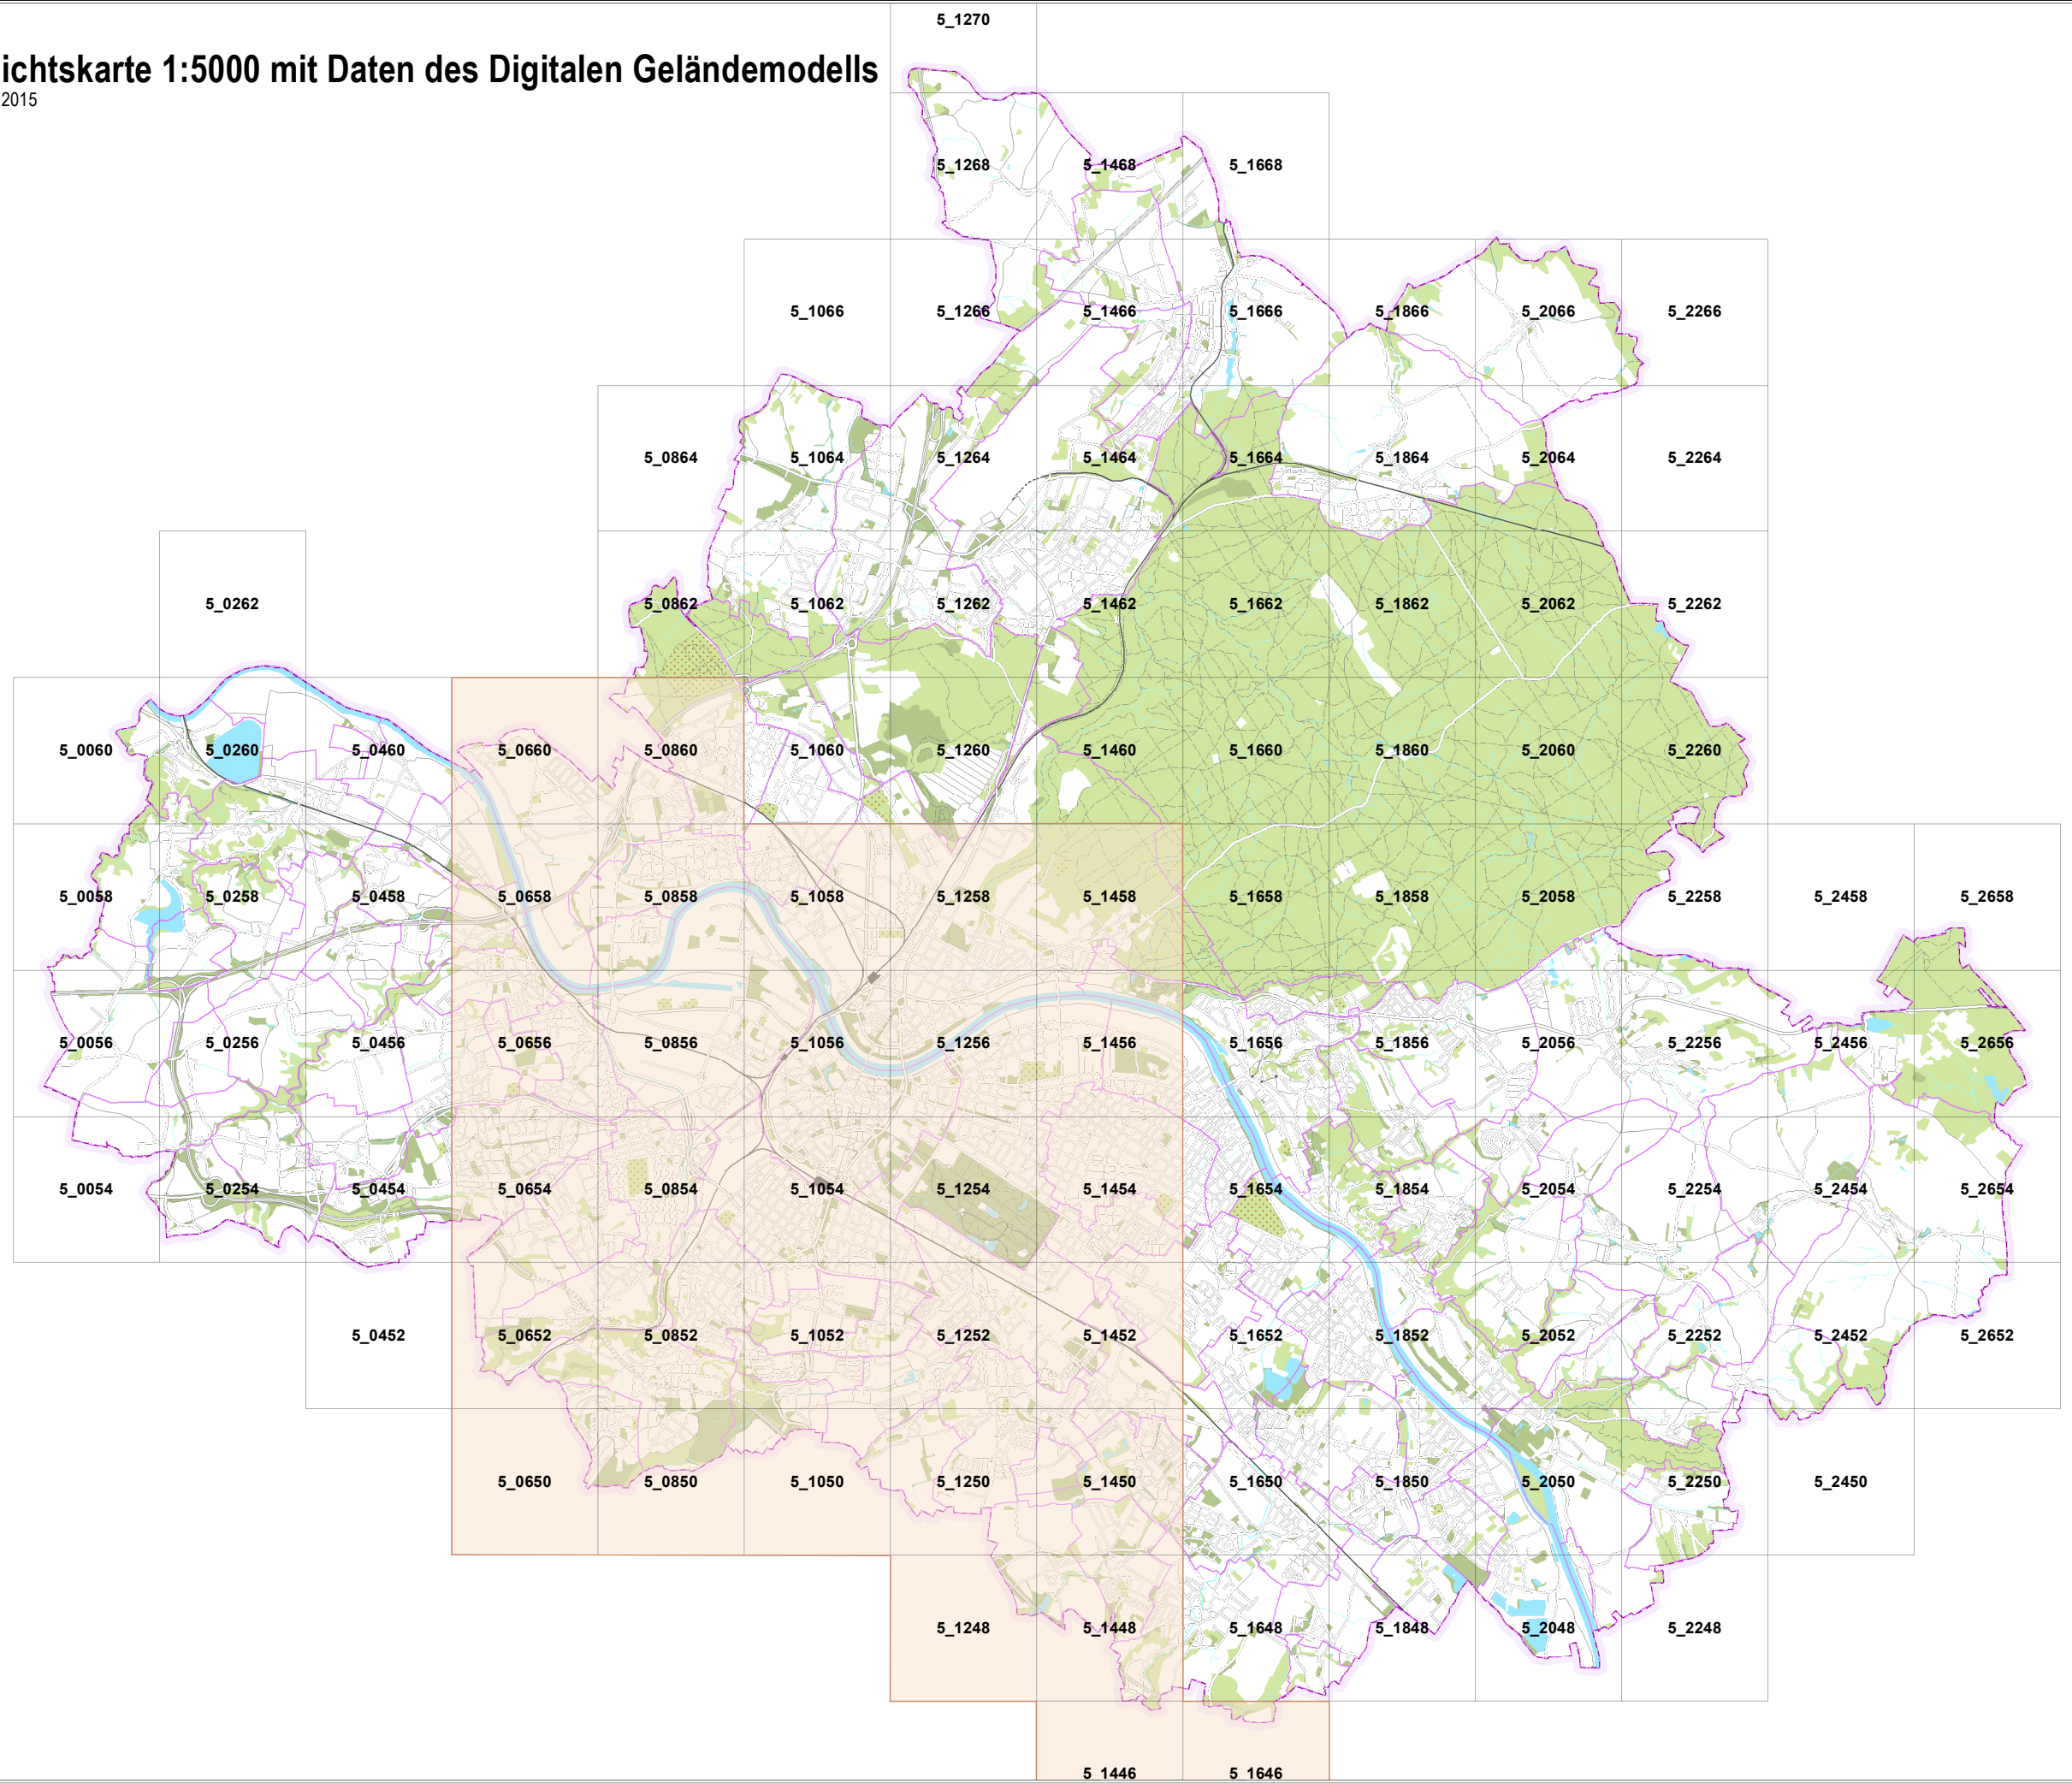 5_1270
ichtskarte 1:5000 mit Daten des Digitalen Geländemodells
2015
5_1268 5_1468 5_1668
5_1066 5_1266 5_1466 5_1666 5_1866 5_2066 5_2266
5_0864 5_1064 5_1264 5_1464 5_1664 5_1864 5_2064 5_2264
5_0262 5_0862 5_1062 5_1262 5_1462 5_1662 5_1862 5_2062 5_2262
5_0060 5_0260 5_0460 5_0660 5_0860 5_1060 5_1260 5_1460 5_1660 5_1860 5_2060 5_2260
5_0058 5_0258 5_0458 5_0658 5_0858 5_1058 5_1258 5_1458 5_1658 5_1858 5_2058 5_2258 5_2458 5_2658
5_0056 5_0256 5_0456 5_0656 5_0856 5_1056 5_1256 5_1456 5_1656 5_1856 5_2056 5_2256 5_2456 5_2656
5_0054 5_0254 5_0454 5_0654 5_0854 5_1054 5_1254 5_1454 5_1654 5_1854 5_2054 5_2254 5_2454 5_2654
5_0452 5_0652 5_0852 5_1052 5_1252 5_1452 5_1652 5_1852 5_2052 5_2252 5_2452 5_2652
5_0650 5_0850 5_1050 5_1250 5_1450 5_1650 5_1850 5_2050 5_2250 5_2450
5_1248 5_1448 5_1648 5_1848 5_2048 5_2248
5_1446 5_1646